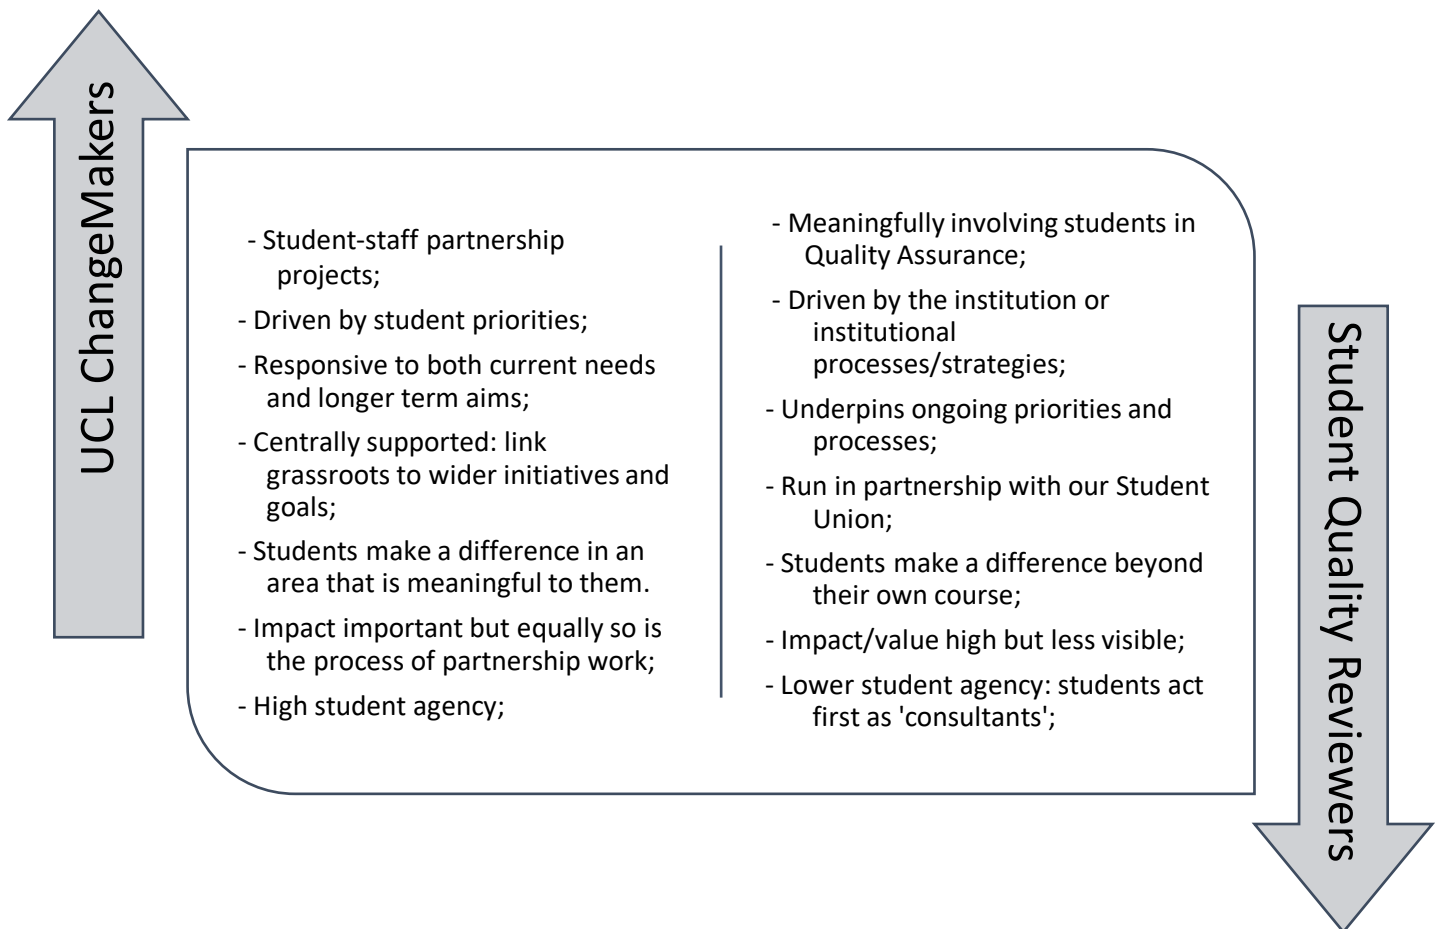 UCL ChangeMakers
- Student-staff partnership
projects;
- Driven by student priorities;
- Responsive to both current needs
and longer term aims;
- Centrally supported: link
grassroots to wider initiatives and
goals;
- Students make a difference in an
area that is meaningful to them.
- Impact important but equally so is
the process of partnership work;
- High student agency;
- Meaningfully involving students in
Quality Assurance;
- Driven by the institution or
institutional
processes/strategies;
- Underpins ongoing priorities and
processes;
- Run in partnership with our Student
Union;
- Students make a difference beyond
their own course;
- Impact/value high but less visible;
- Lower student agency: students act
first as 'consultants';
Student Quality Reviewers